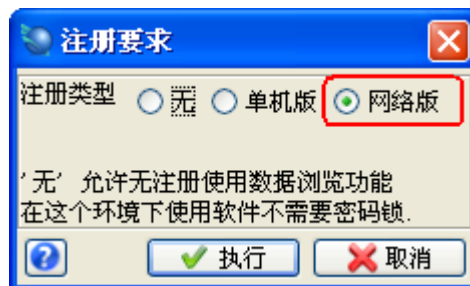 注册要求
注册类型 无 单机版 网络版
'无' 允许无注册使用数据浏览功能
在这个环境下使用软件不需要密码锁.
? 执行 取消